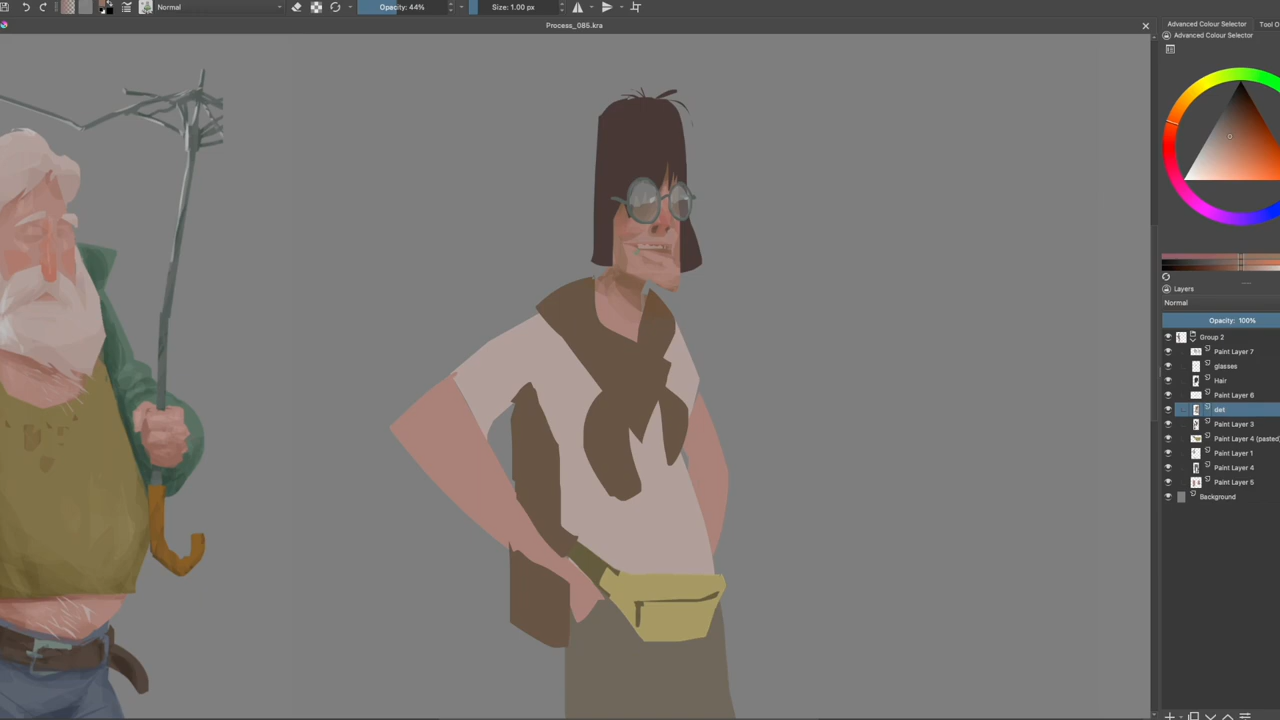 Normal
Opacity: 44%
Size: 1.00 px
Process_085.kra
Advanced Colour Selector
Tool O
Advanced Colour Selector
Layers
Normal
Opacity: 100%
Group 2
Paint Layer 7
glasses
Hair
Paint Layer 6
det
Paint Layer 3
Paint Layer 4 (pasted)
Paint Layer 1
Paint Layer 4
Paint Layer 5
Background